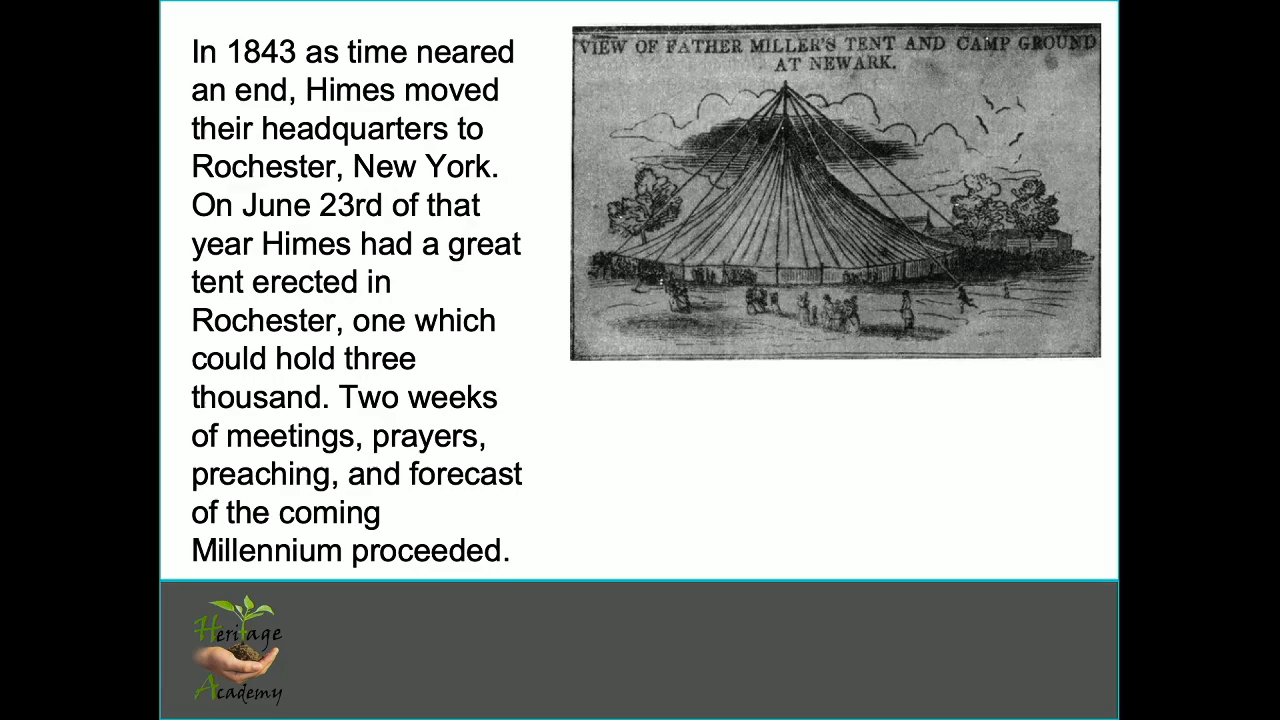 In 1843 as time neared
an end, Himes moved
their headquarters to
Rochester, New York.
On June 23rd of that
year Himes had a great
tent erected in
Rochester, one which
could hold three
thousand. Two weeks
of meetings, prayers,
preaching, and forecast
of the coming
Millennium proceeded.
VIEW OF FATHER MILLER'S TENT AND CAMP GROUND
AT NEWARK.
Heritage
Academy